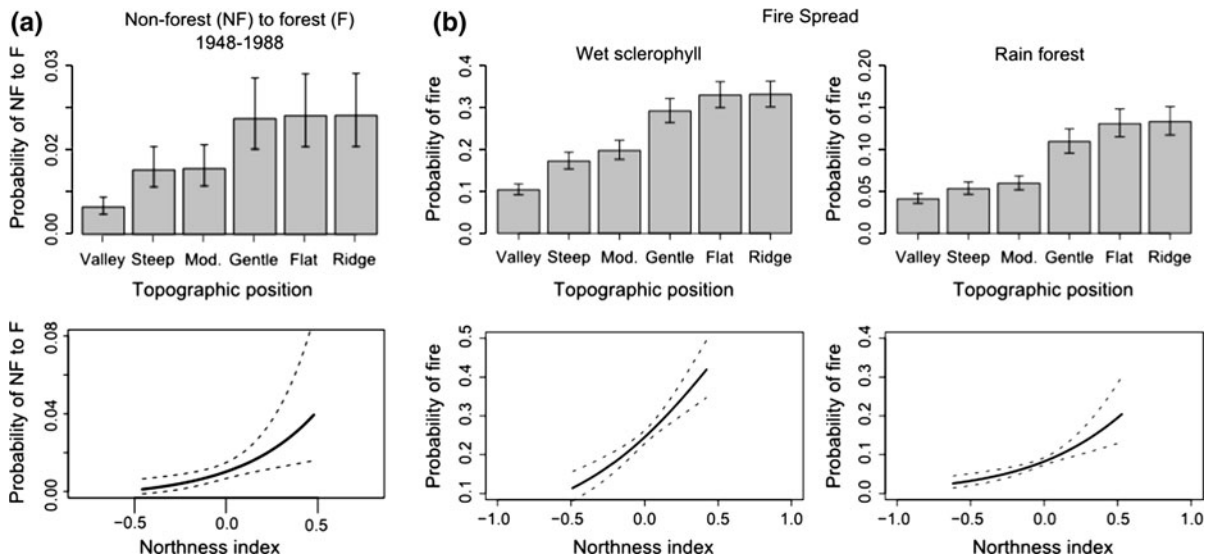 (a)
Non-forest (NF) to forest (F)
1948-1988
Probability of NF to F
0.03
0.02
0.00
Valley Steep Mod. Gentle Flat Ridge
Topographic position
(b)
Fire Spread
Wet sclerophyll
Probability of fire
0.4
0.3
0.2
0.1
0.0
Valley Steep Mod. Gentle Flat Ridge
Topographic position
Rain forest
Probability of fire
0.20
0.15
0.10
0.05
0.00
Valley Steep Mod. Gentle Flat Ridge
Topographic position
Probability of NF to F
0.08
0.04
0.00
−0.5 0.0 0.5
Northness index
Probability of fire
0.5
0.4
0.3
0.2
0.1
−1.0 −0.5 0.0 0.5 1.0
Northness index
Probability of fire
0.4
0.3
0.2
0.1
0.0
−1.0 −0.5 0.0 0.5 1.0
Northness index